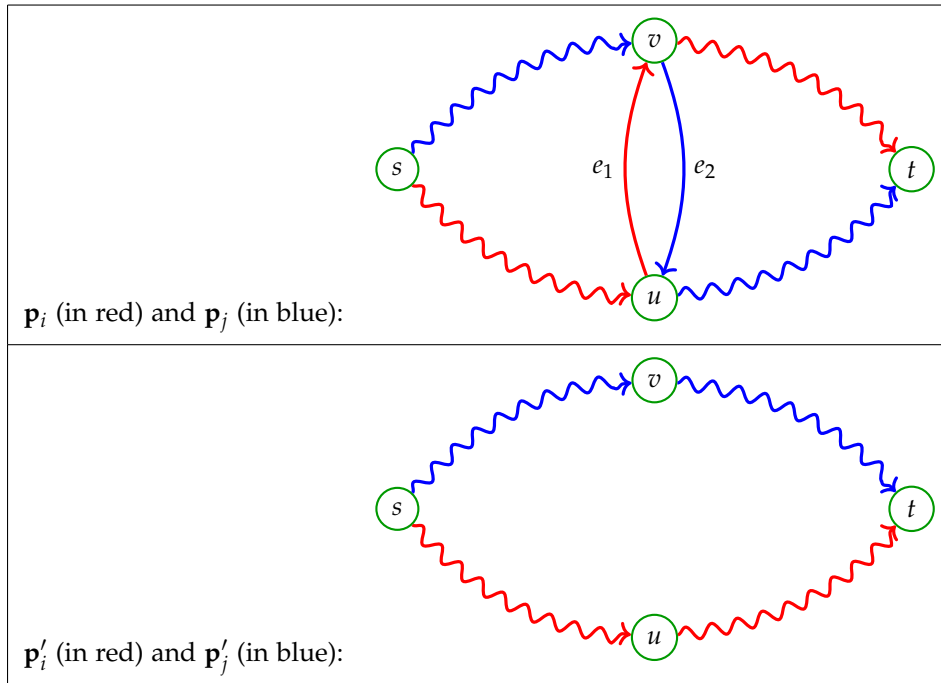 v
s
e₁
e₂
t
u
𝐩ᵢ (in red) and 𝐩ⱼ (in blue):
v
s
t
u
𝐩′ᵢ (in red) and 𝐩′ⱼ (in blue):